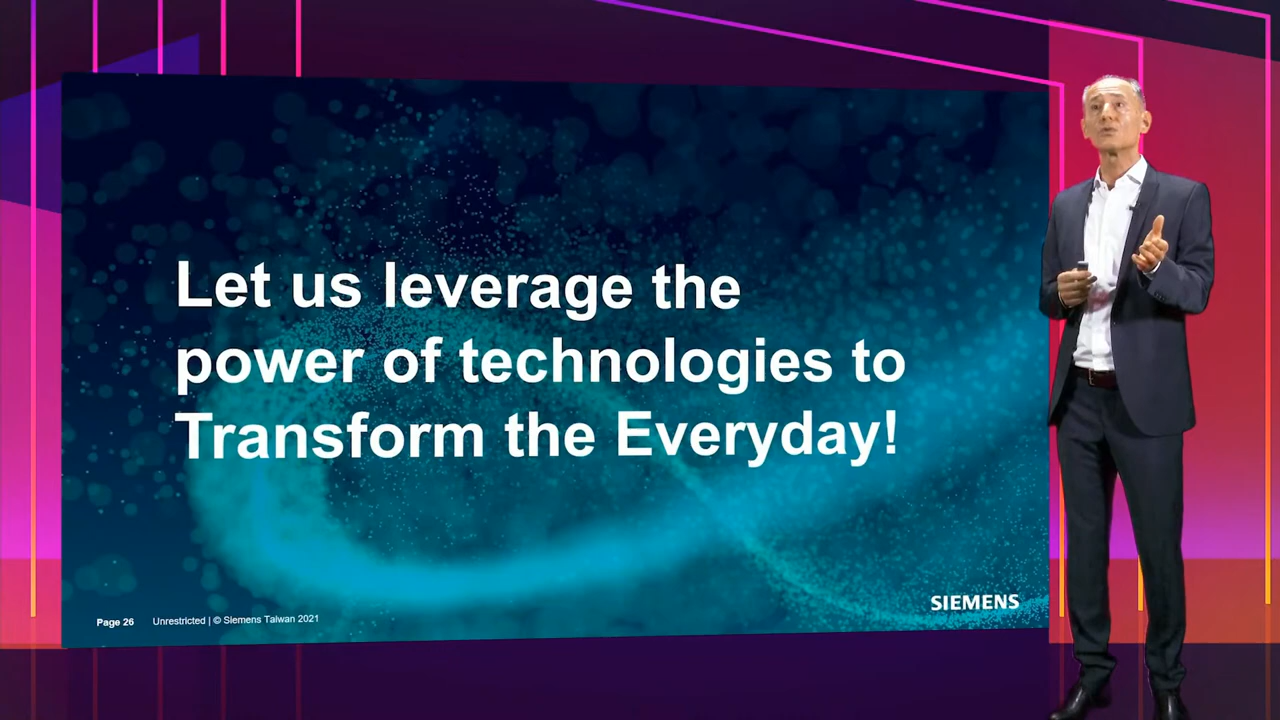 Let us leverage the
power of technologies to
Transform the Everyday!
SIEMENS
Page 26 Unrestricted | © Siemens Taiwan 2021